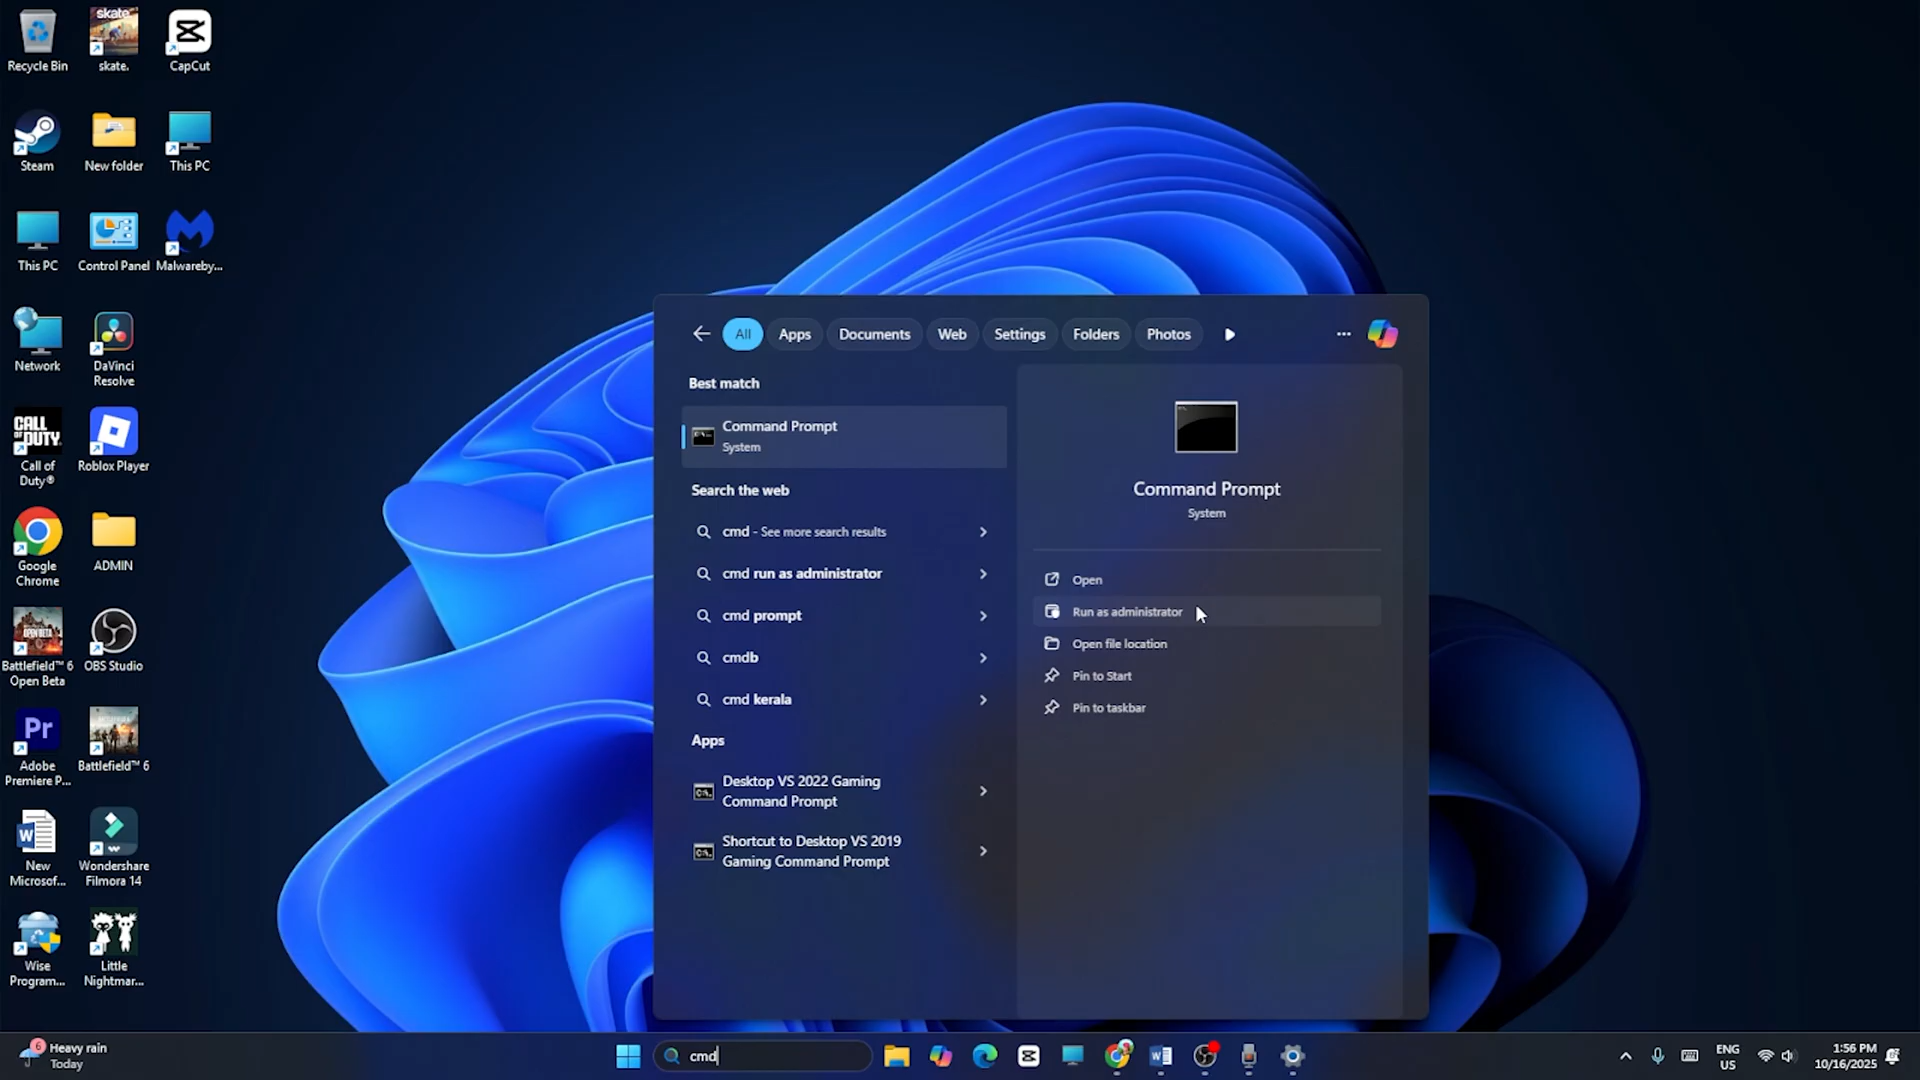 Recycle Bin
skate.
CapCut
Steam
New folder
This PC
This PC
Control Panel
Malwareby...
Network
DaVinci
Resolve
CALL OF
DUTY
Call of
Duty®
Roblox Player
Google
Chrome
ADMIN
Battlefield™ 6
Open Beta
OBS Studio
Pr
Adobe
Premiere P...
Battlefield™ 6
W
New
Microsof...
Wondershare
Filmora 14
Wise
Program...
Little
Nightmar...
All
Apps
Documents
Web
Settings
Folders
Photos
Best match
Command Prompt
System
Search the web
cmd - See more search results
cmd run as administrator
cmd prompt
cmdb
cmd kerala
Apps
Desktop VS 2022 Gaming
Command Prompt
Shortcut to Desktop VS 2019
Gaming Command Prompt
Command Prompt
System
Open
Run as administrator
Open file location
Pin to Start
Pin to taskbar
6
Heavy rain
Today
cmd
ENG
US
1:56 PM
10/16/2025